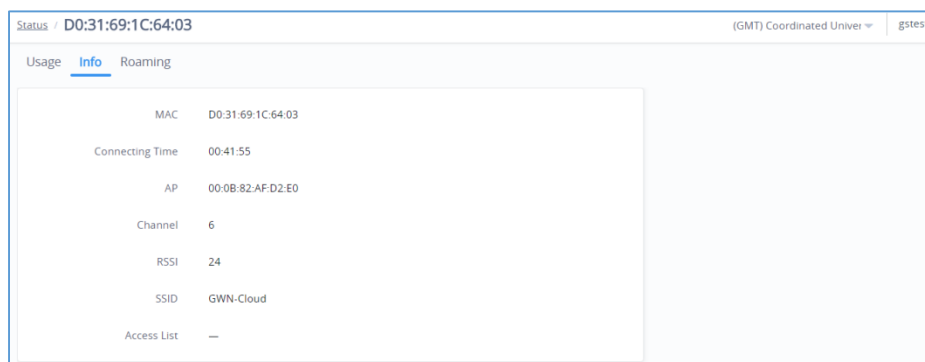 Status / D0:31:69:1C:64:03 (GMT) Coordinated Univer gstes
Usage Info Roaming
MAC D0:31:69:1C:64:03
Connecting Time 00:41:55
AP 00:0B:82:AF:D2:E0
Channel 6
RSSI 24
SSID GWN-Cloud
Access List —